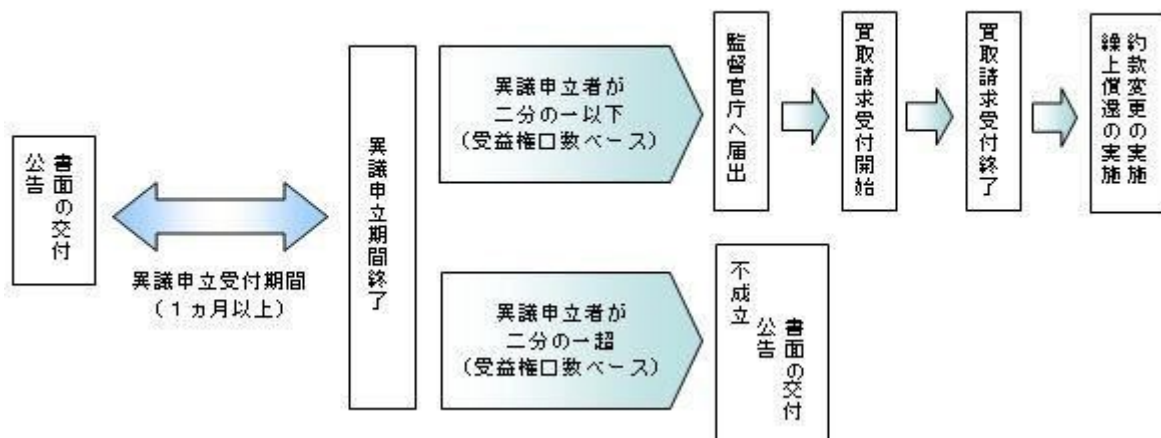 書面の交付
公告
異議申立受付期間
（１ヵ月以上）
異議申立期間終了
異議申立者が
二分の一以下
（受益権口数ベース）
監督官庁へ届出
買取請求受付開始
買取請求受付終了
約款変更の実施
繰上償還の実施
異議申立者が
二分の一超
（受益権口数ベース）
不成立
書面の交付
公告